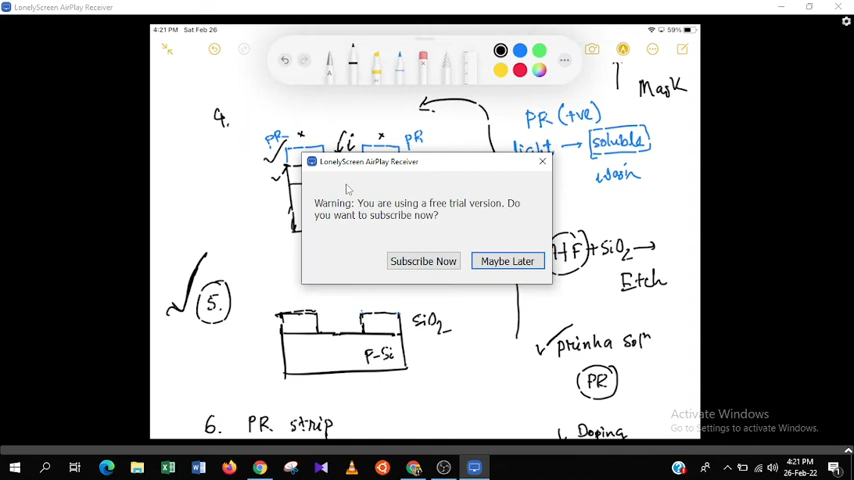 LonelyScreen AirPlay Receiver
4:21 PM Sat Feb 26
59%
Mask
4.
PR (+ve)
PR
i
PR
light → soluble
wash
LonelyScreen AirPlay Receiver
Warning: You are using a free trial version. Do
you want to subscribe now?
Subscribe Now
Maybe Later
HF + SiO2 →
Etch
5.
SiO2
P-Si
PR
6. PR strip
Doping
Activate Windows
Go to Settings to activate Windows.
4:21 PM
26-Feb-22